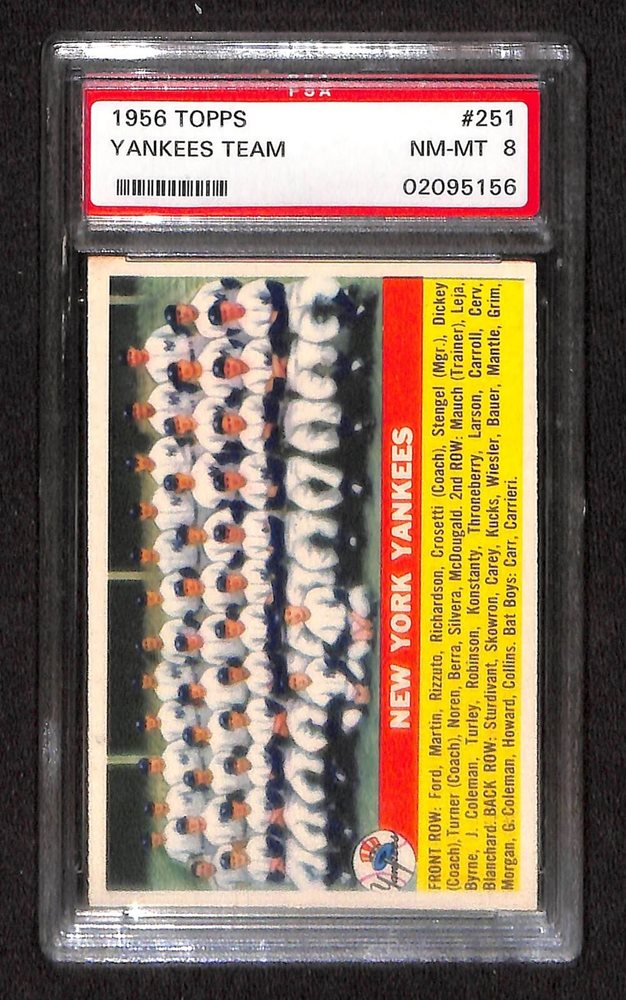 PSA
1956 TOPPS #251
YANKEES TEAM NM-MT 8
02095156
NEW YORK YANKEES
Yankees
FRONT ROW: Ford, Martin, Rizzuto, Richardson, Crosetti (Coach), Stengel (Mgr.), Dickey
(Coach), Turner (Coach), Noren, Berra, Silvera, McDougald. 2nd ROW: Mauch (Trainer), Leja,
Byrne, J. Coleman, Turley, Robinson, Konstanty, Throneberry, Larson, Carroll, Cerv,
Blanchard. BACK ROW: Sturdivant, Skowron, Carey, Kucks, Wiesler, Bauer, Mantle, Grim,
Morgan, G. Coleman, Howard, Collins. Bat Boys: Carr, Carrieri.